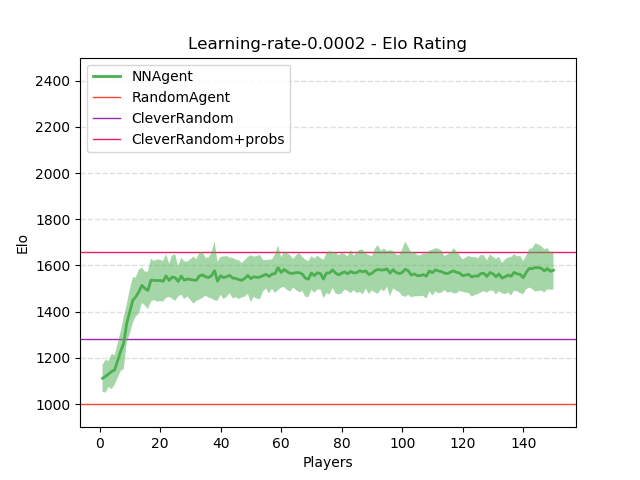 Learning-rate-0.0002 - Elo Rating
NNAgent
RandomAgent
CleverRandom
CleverRandom+probs
2400
2200
2000
1800
1600
1400
1200
1000
Elo
0 20 40 60 80 100 120 140
Players